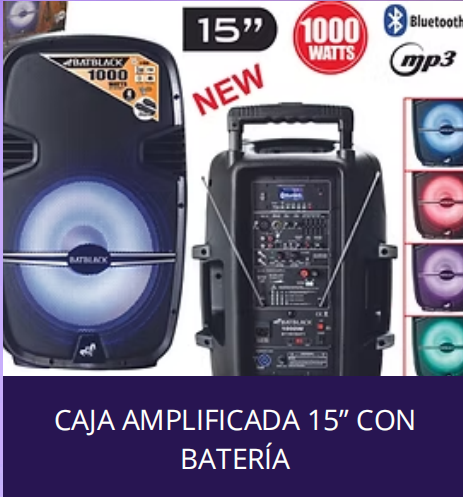 15”
1000
WATTS
Bluetooth
mp3
NEW
BATBLACK
1000
WATTS
BATBLACK
BATBLACK
CAJA AMPLIFICADA 15” CON
BATERÍA